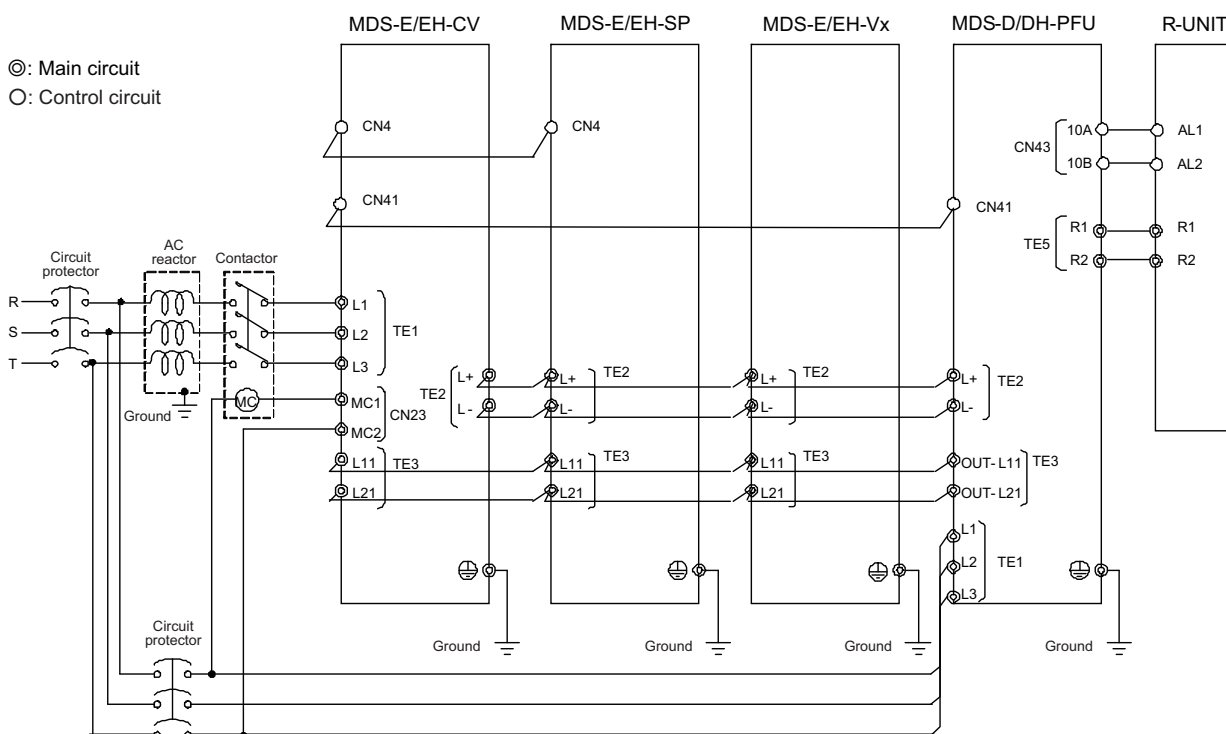 MDS-E/EH-CV
MDS-E/EH-SP
MDS-E/EH-Vx
MDS-D/DH-PFU
R-UNIT
◎: Main circuit
○: Control circuit
CN4
CN4
CN43
10A
AL1
10B
AL2
CN41
CN41
TE5
R1
R1
R2
R2
Circuit
protector
AC
reactor
Contactor
R
S
T
L1
L2
L3
TE1
Ground
MC
MC1
MC2
CN23
TE2
L+
L-
L+
L-
TE2
L+
L-
TE2
L+
L-
TE2
L11
L21
TE3
L11
L21
TE3
L11
L21
TE3
OUT- L11
OUT- L21
TE3
L1
L2
L3
TE1
Ground
Ground
Ground
Ground
Circuit
protector